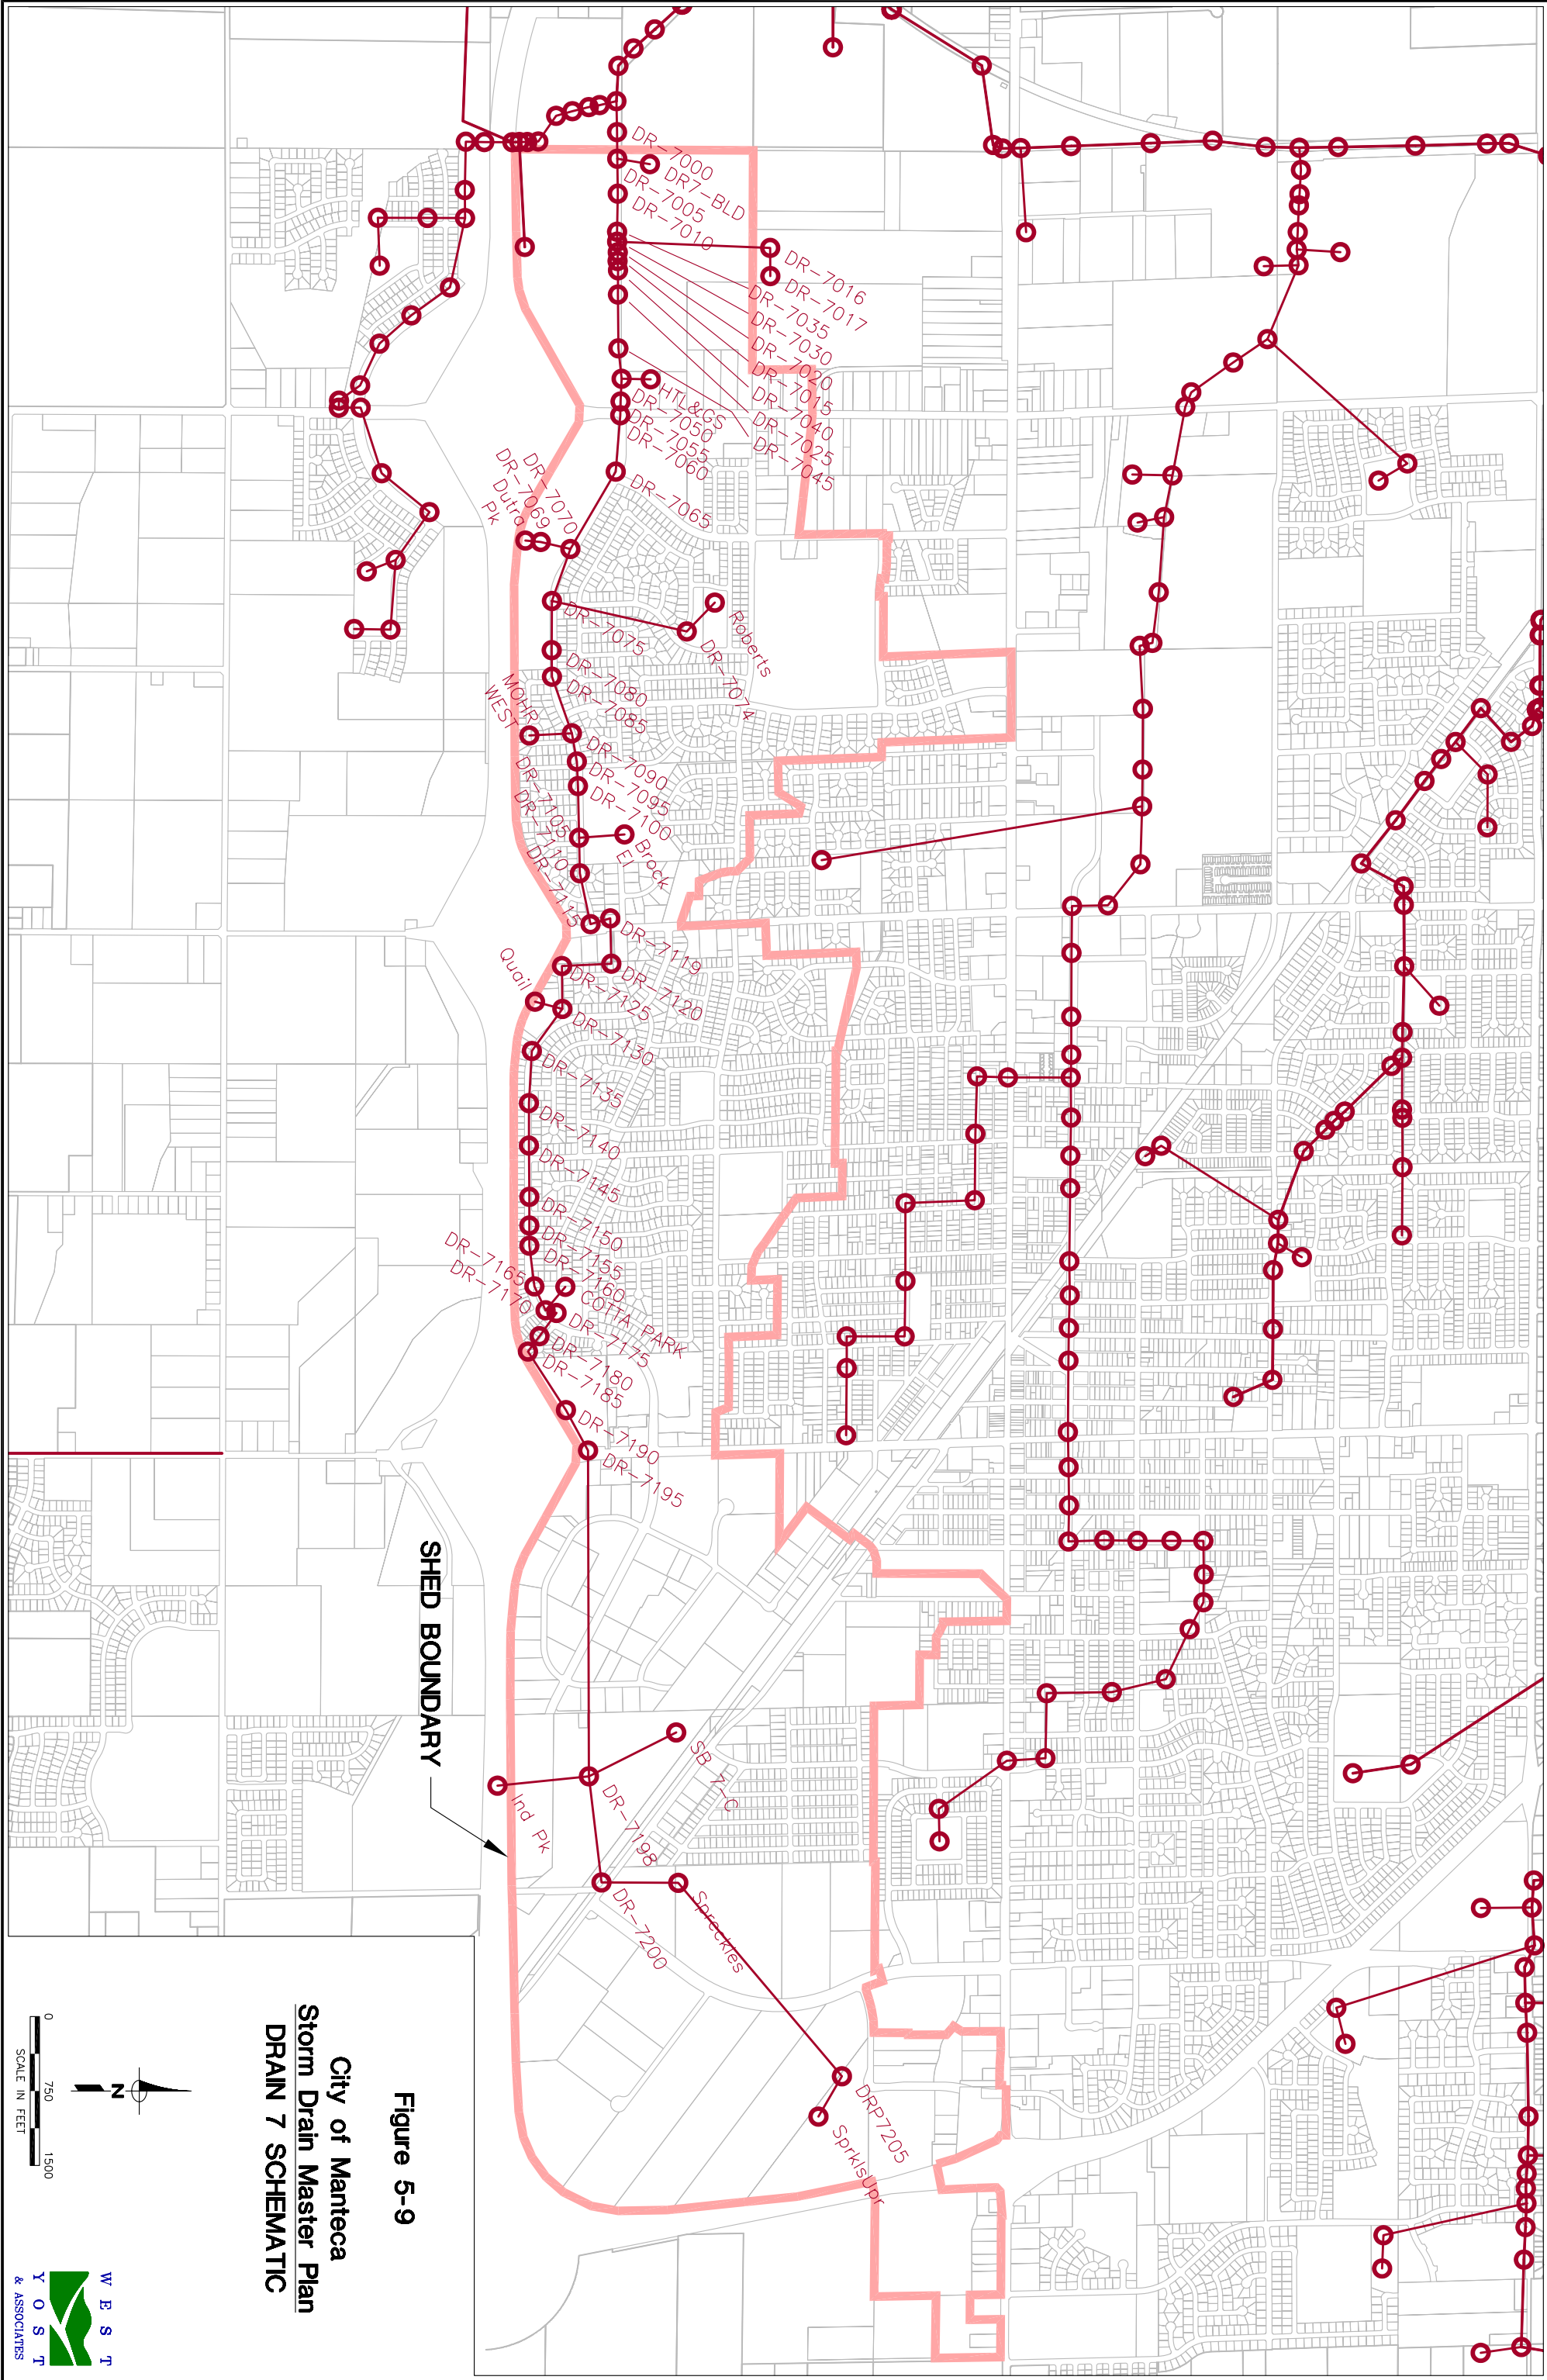 DR-7000
DR7-BLD
DR-7005
DR-7010
DR-7016
DR-7017
DR-7035
DR-7030
DR-7020
DR-7015
DR-7040
DR-7025
DR-7045
HTL&GS
DR-7050
DR-7055
DR-7060
DR-7065
DR-7070
DR-7069
Dutra
Pk
DR-7075
Roberts
DR-7074
DR-7080
DR-7085
MOHR
WEST
DR-7090
DR-7095
DR-7100
DR-7105
DR-7110
DR-7115
Brock
El
DR-7119
DR-7120
DR-7125
Quail
DR-7130
DR-7135
DR-7140
DR-7145
DR-7150
DR-7155
DR-7160
DR-7165
DR-7170
COTTA PARK
DR-7175
DR-7180
DR-7185
DR-7190
DR-7195
SB 7-C
DR-7198
Ind Pk
Spreckles
DR-7200
DRP7205
SprklsUpr
SHED BOUNDARY
Figure 5-9
City of Manteca
Storm Drain Master Plan
DRAIN 7 SCHEMATIC
N
0 750 1500
SCALE IN FEET
WEST
YOST
& ASSOCIATES